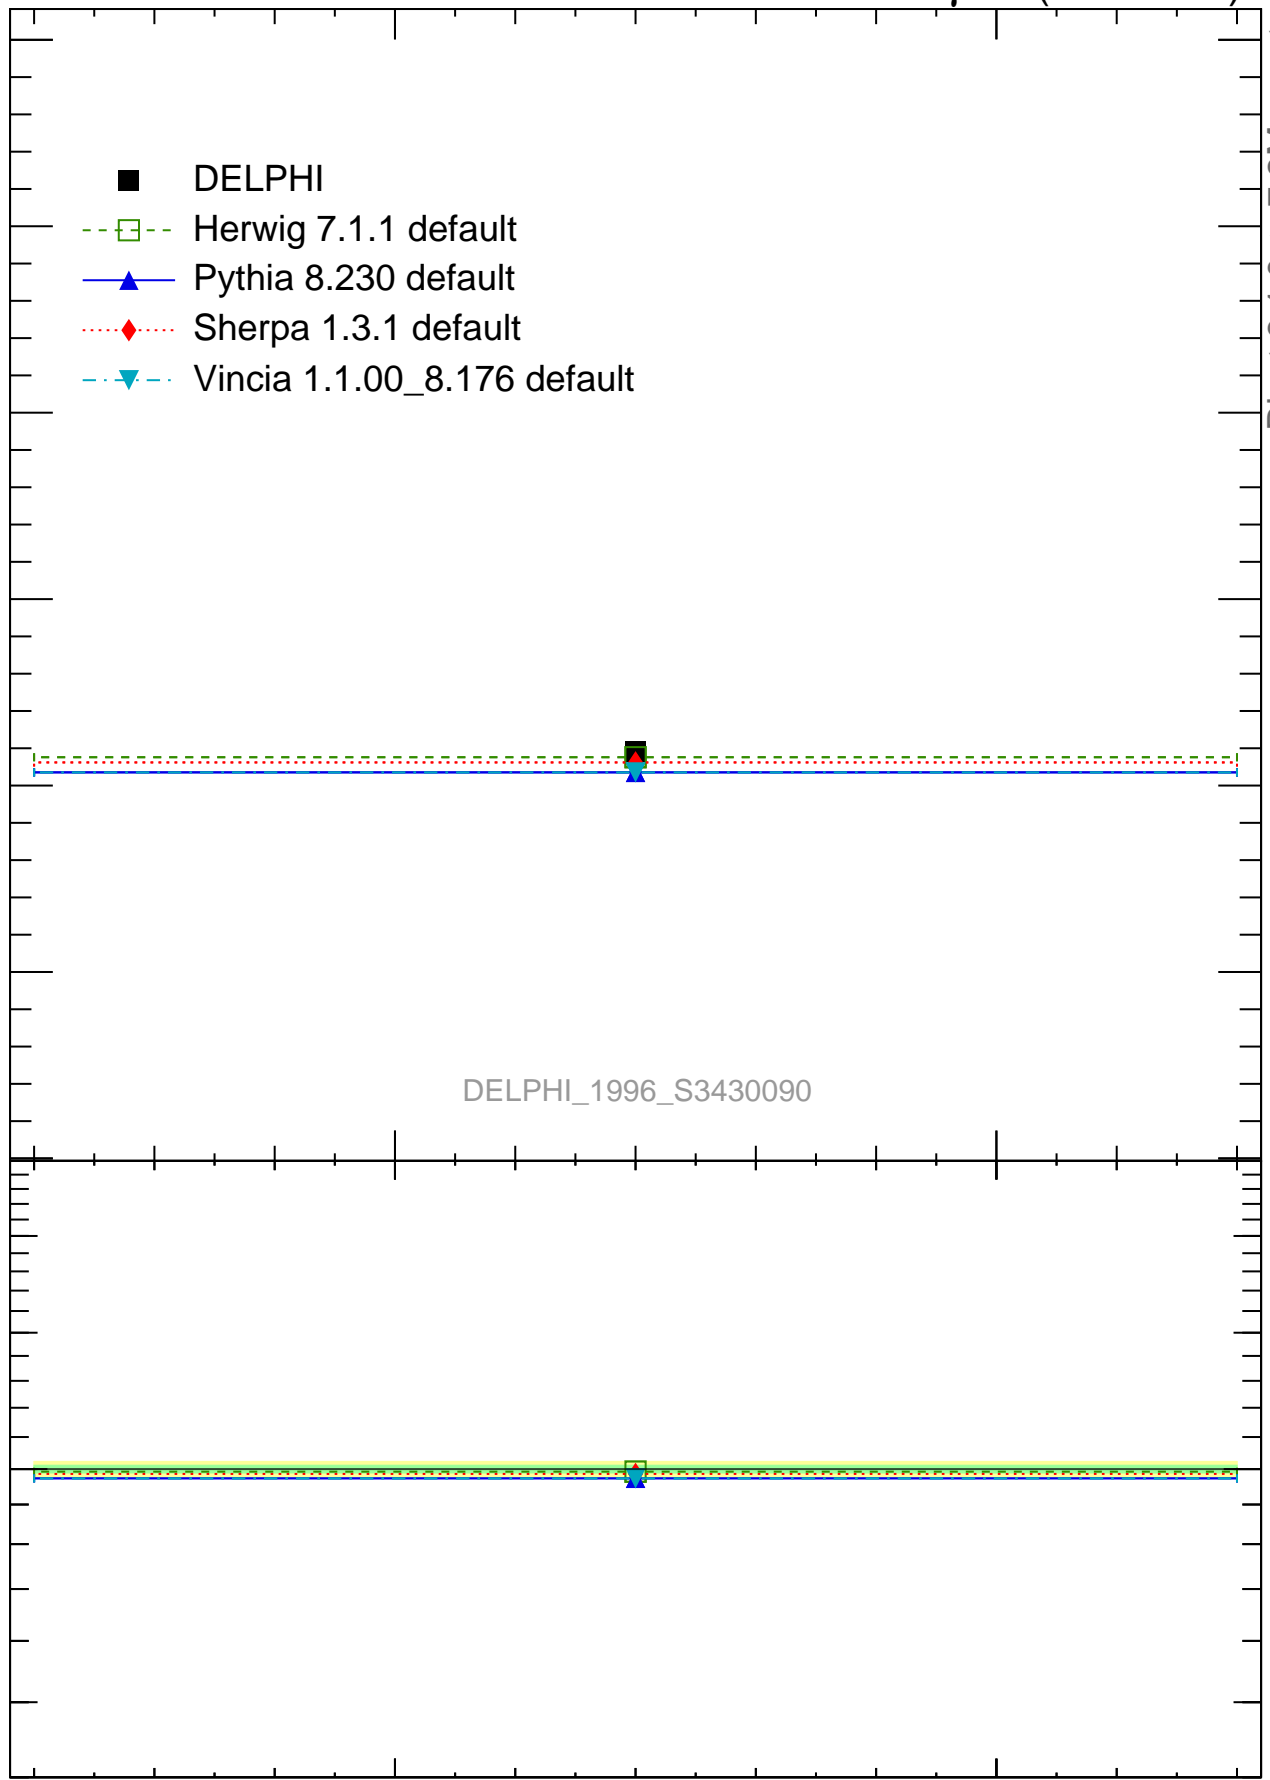 DELPHI
Herwig 7.1.1 default
Pythia 8.230 default
Sherpa 1.3.1 default
Vincia 1.1.00_8.176 default
DELPHI_1996_S3430090